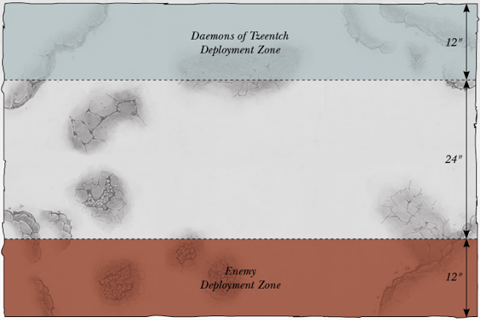 Daemons of Tzeentch
Deployment Zone
12"
24"
Enemy
Deployment Zone
12"